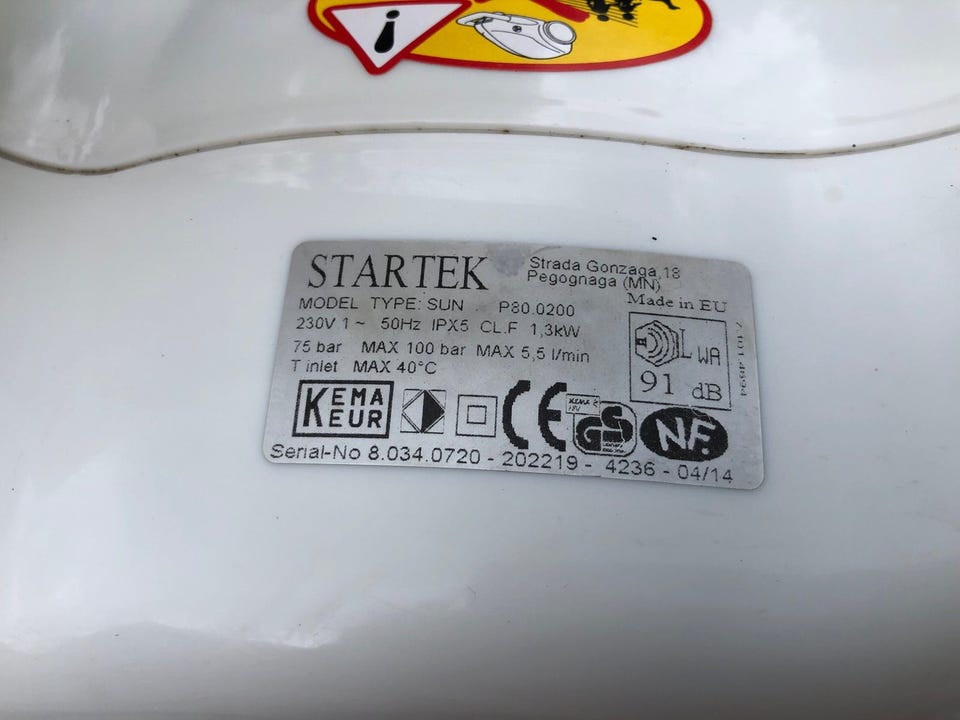 STARTEK
Strada Gonzaga,18
Pegognaga (MN)
Made in EU
MODEL TYPE: SUN P80.0200
230V 1~ 50Hz IPX5 CL.F 1,3kW
75 bar MAX 100 bar MAX 5,5 l/min
T inlet MAX 40°C
LWA
91 dB
KEMA
KEUR
CE
GS
NF
Serial-No 8.034.0720 - 202219 - 4236 - 04/14